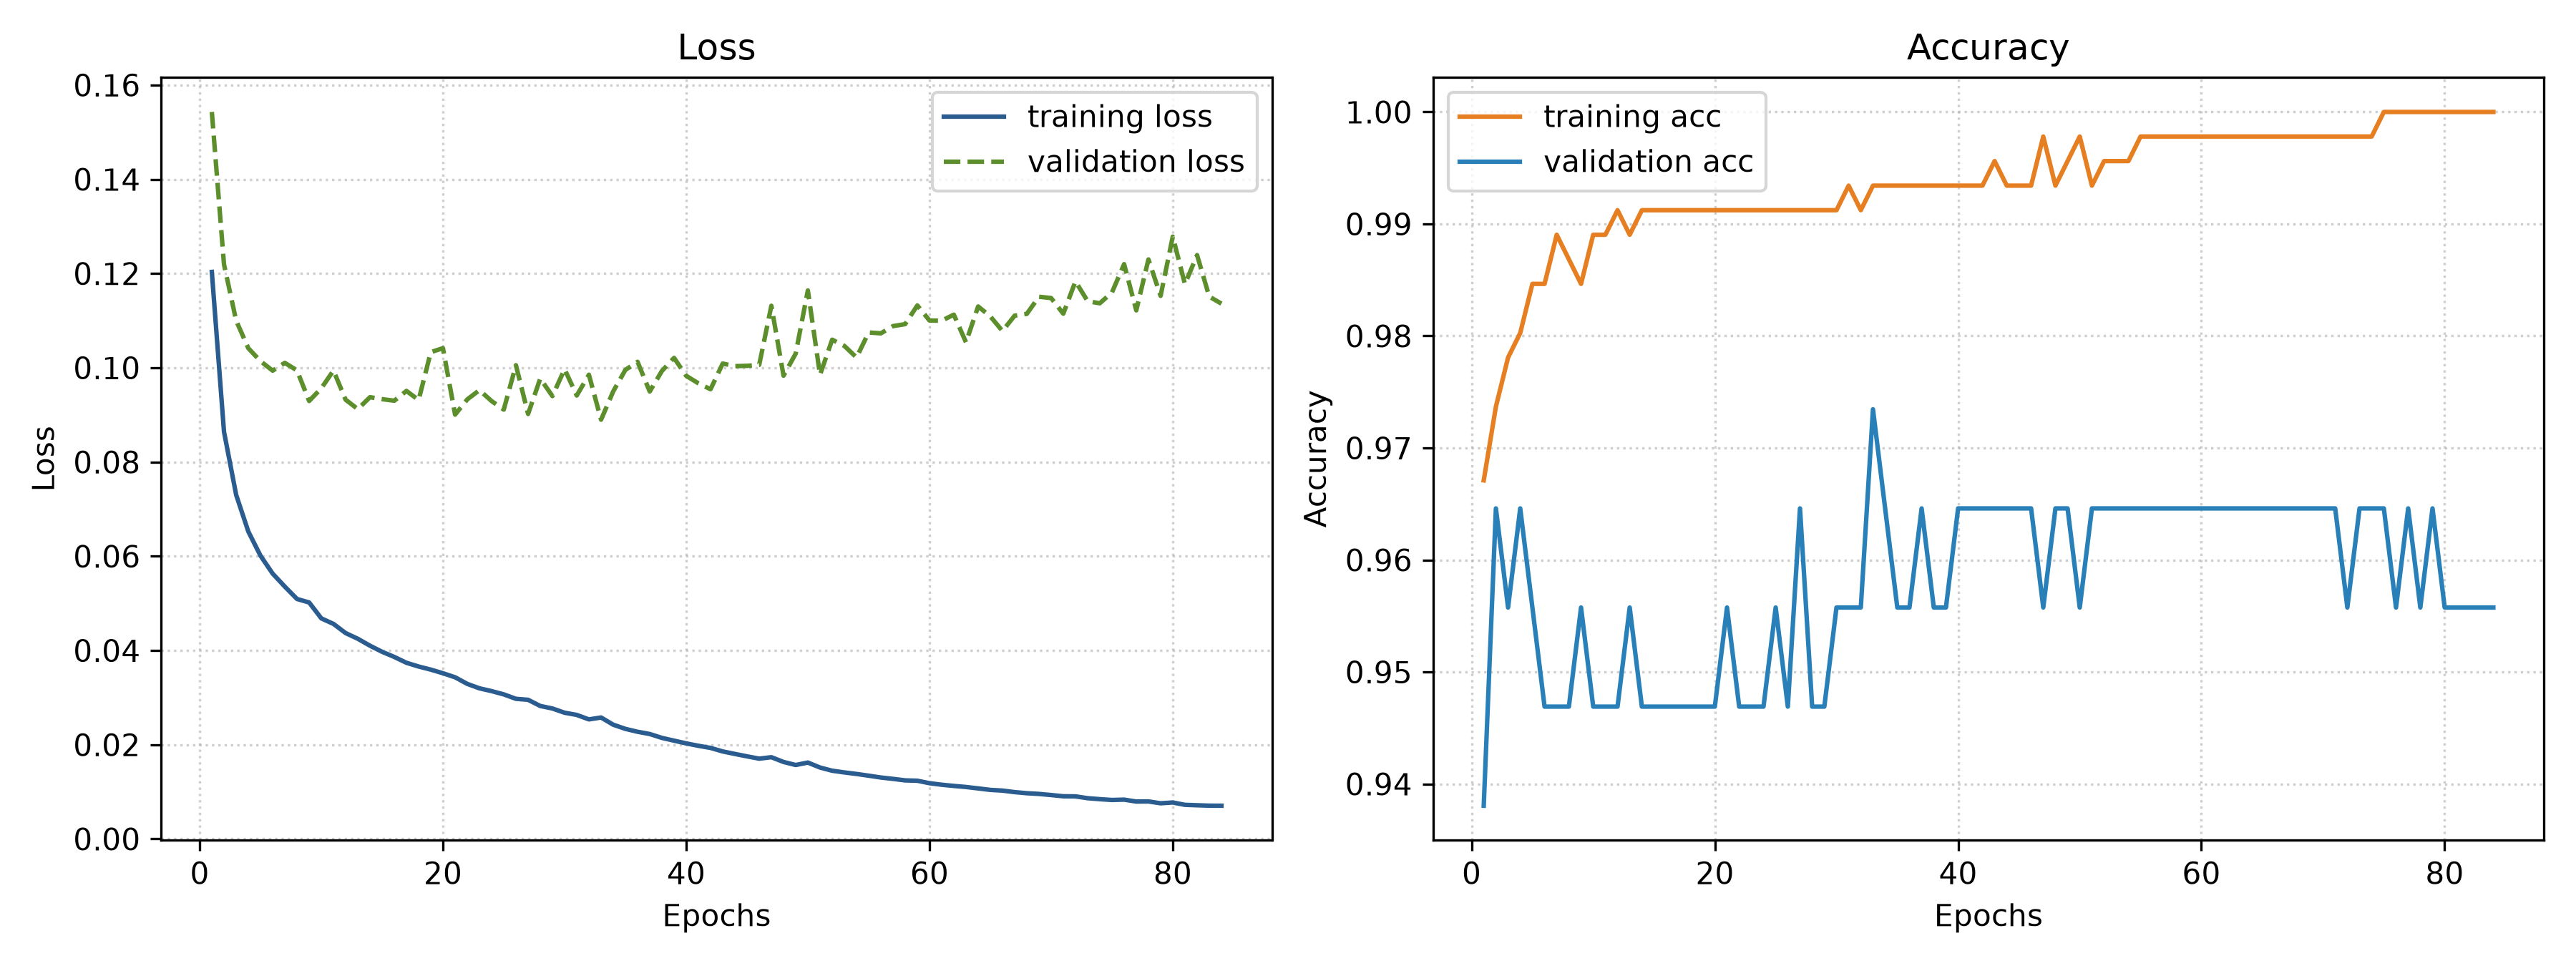 Loss
0.16
0.14
0.12
0.10
0.08
0.06
0.04
0.02
0.00
Loss
training loss
validation loss
0 20 40 60 80
Epochs
Accuracy
1.00
0.99
0.98
0.97
0.96
0.95
0.94
Accuracy
training acc
validation acc
0 20 40 60 80
Epochs